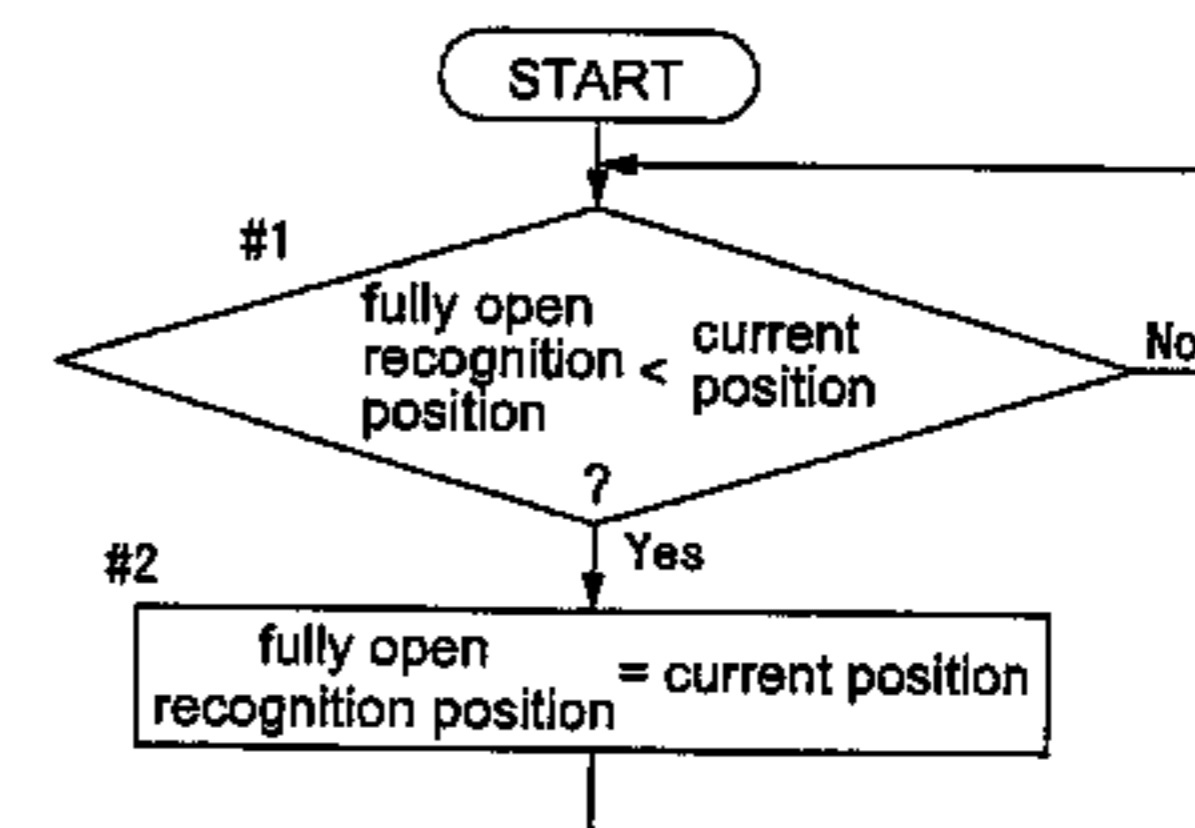 START
#1
fully open
recognition
position
<
current
position
No
?
Yes
#2
fully open
recognition position
= current position